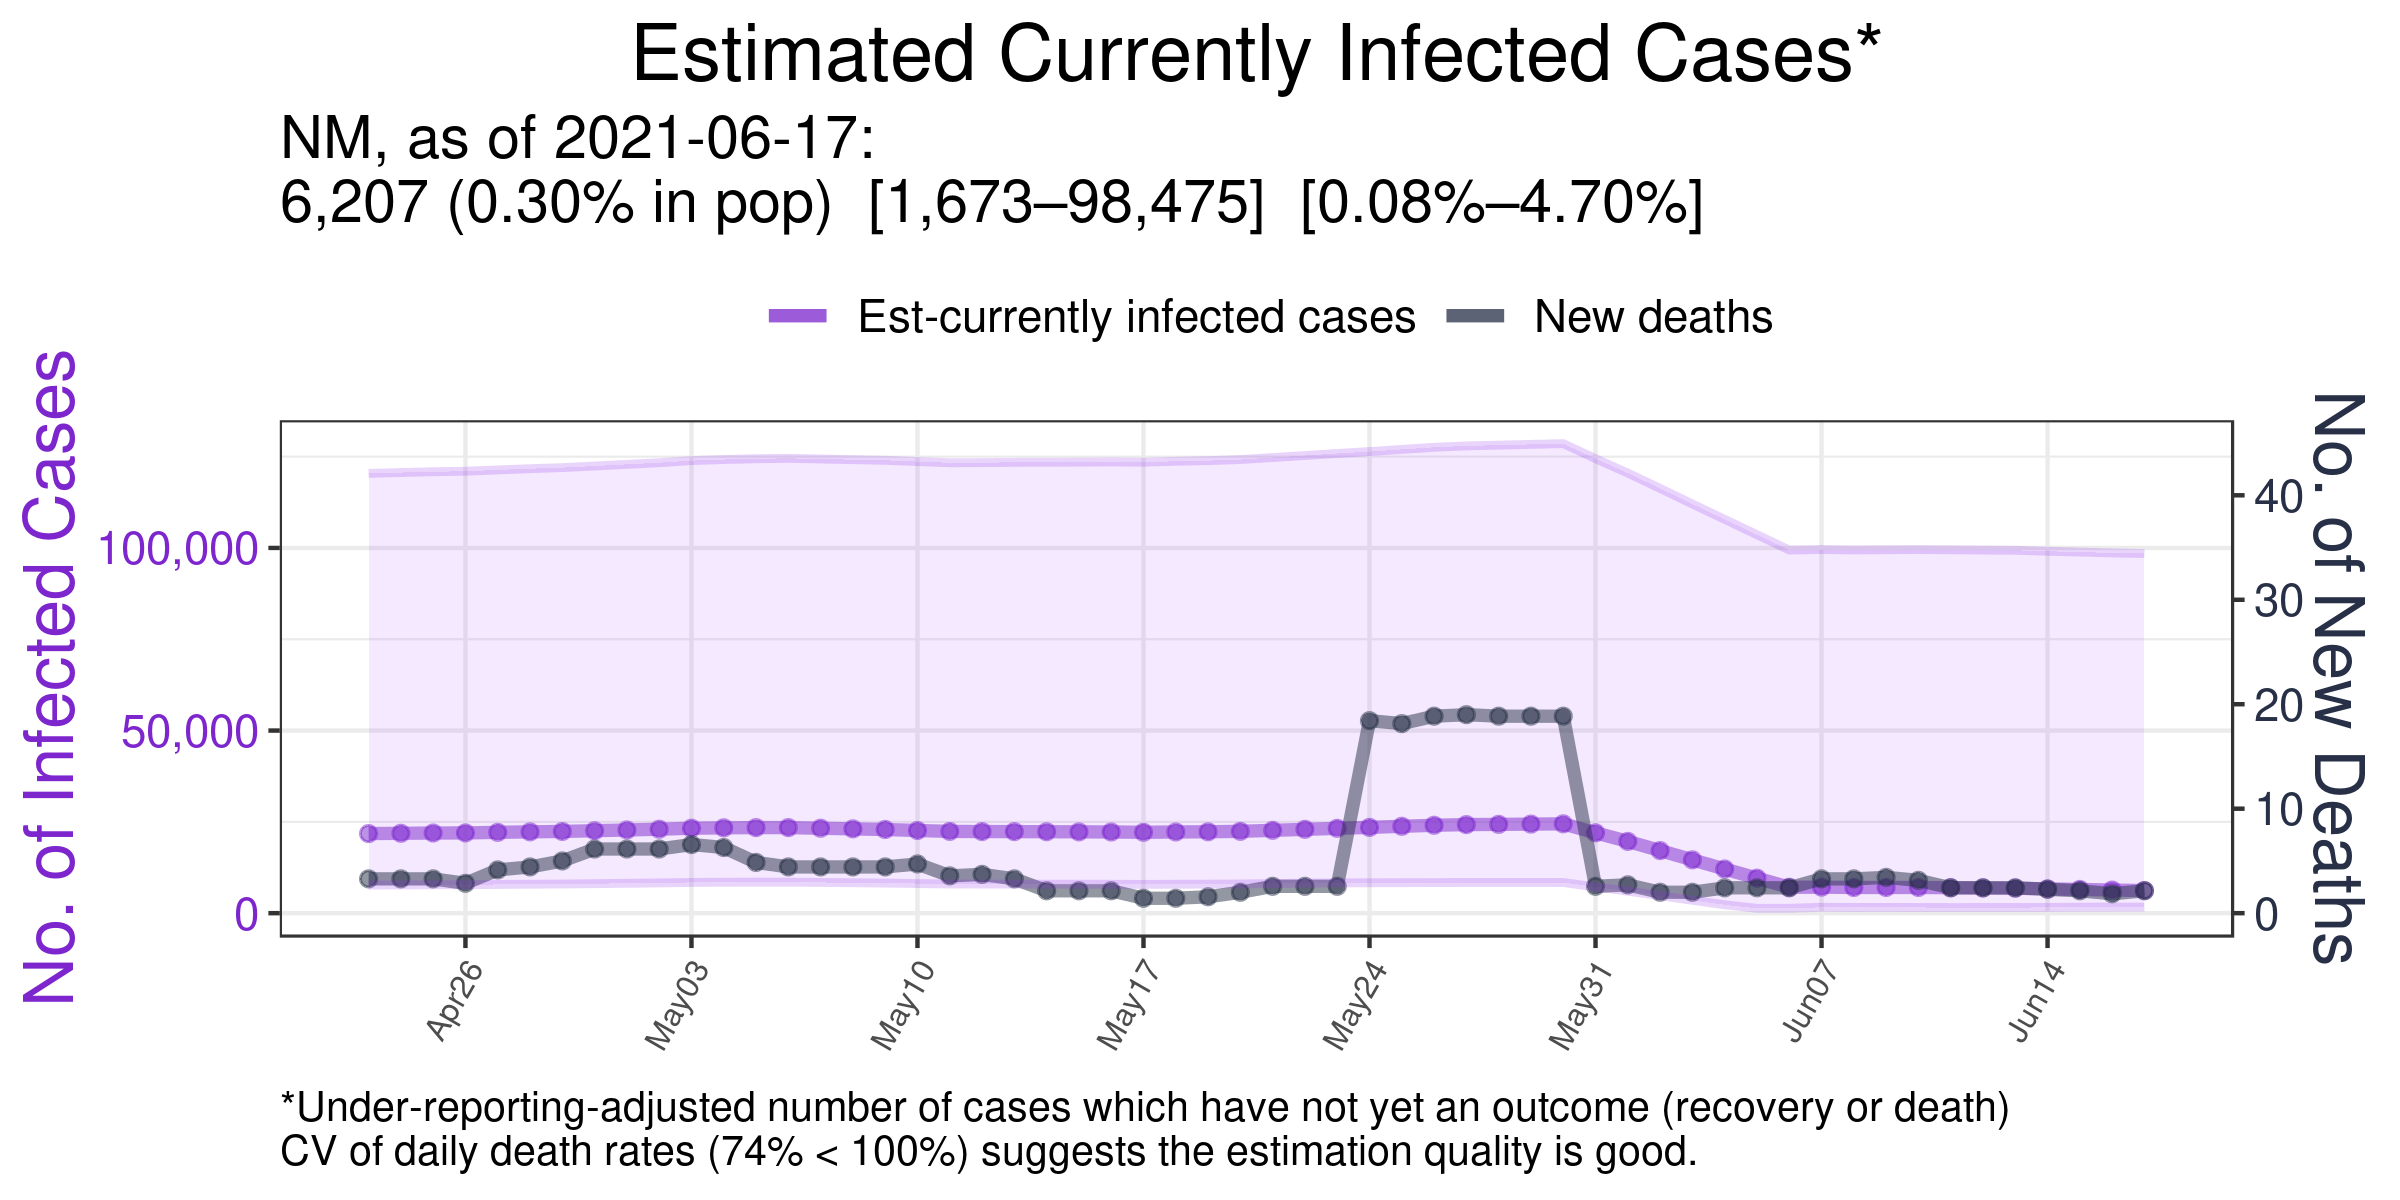 Estimated Currently Infected Cases*
NM, as of 2021-06-17:
6,207 (0.30% in pop)  [1,673–98,475]  [0.08%–4.70%]
Est-currently infected cases
New deaths
No. of Infected Cases
100,000
50,000
0
No. of New Deaths
40
30
20
10
0
Apr26
May03
May10
May17
May24
May31
Jun07
Jun14
*Under-reporting-adjusted number of cases which have not yet an outcome (recovery or death)
CV of daily death rates (74% < 100%) suggests the estimation quality is good.